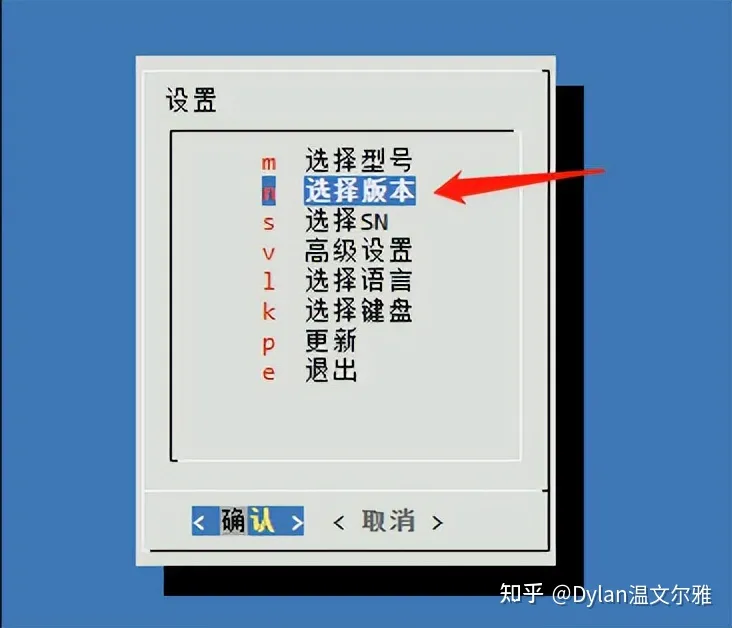 设置
m 选择型号
n 选择版本
s 选择SN
v 高级设置
l 选择语言
k 选择键盘
p 更新
e 退出
< 确认 > < 取消 >
知乎 @Dylan温文尔雅